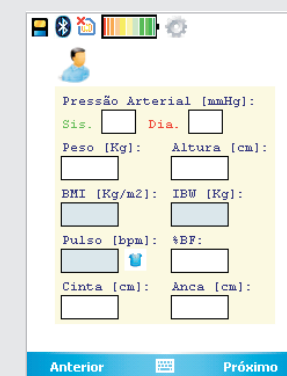 Pressão Arterial [mmHg]:
Sis. Dia.
Peso [Kg]: Altura [cm]:
BMI [Kg/m2]: IBW [Kg]:
Pulso [bpm]: %BF:
Cinta [cm]: Anca [cm]:
Anterior Próximo